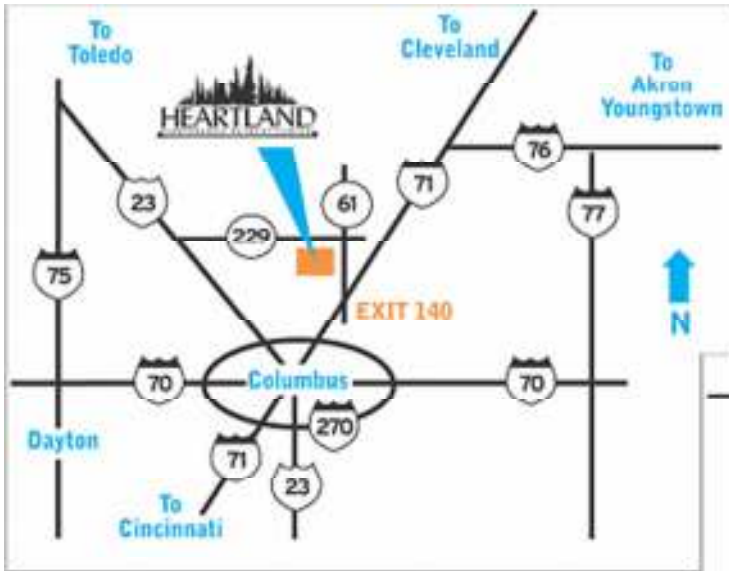 To
Toledo
To
Cleveland
To
Akron
Youngstown
HEARTLAND
76
71
23
61
77
229
75
EXIT 140
N
70
Columbus
70
Dayton
270
71
23
To
Cincinnati